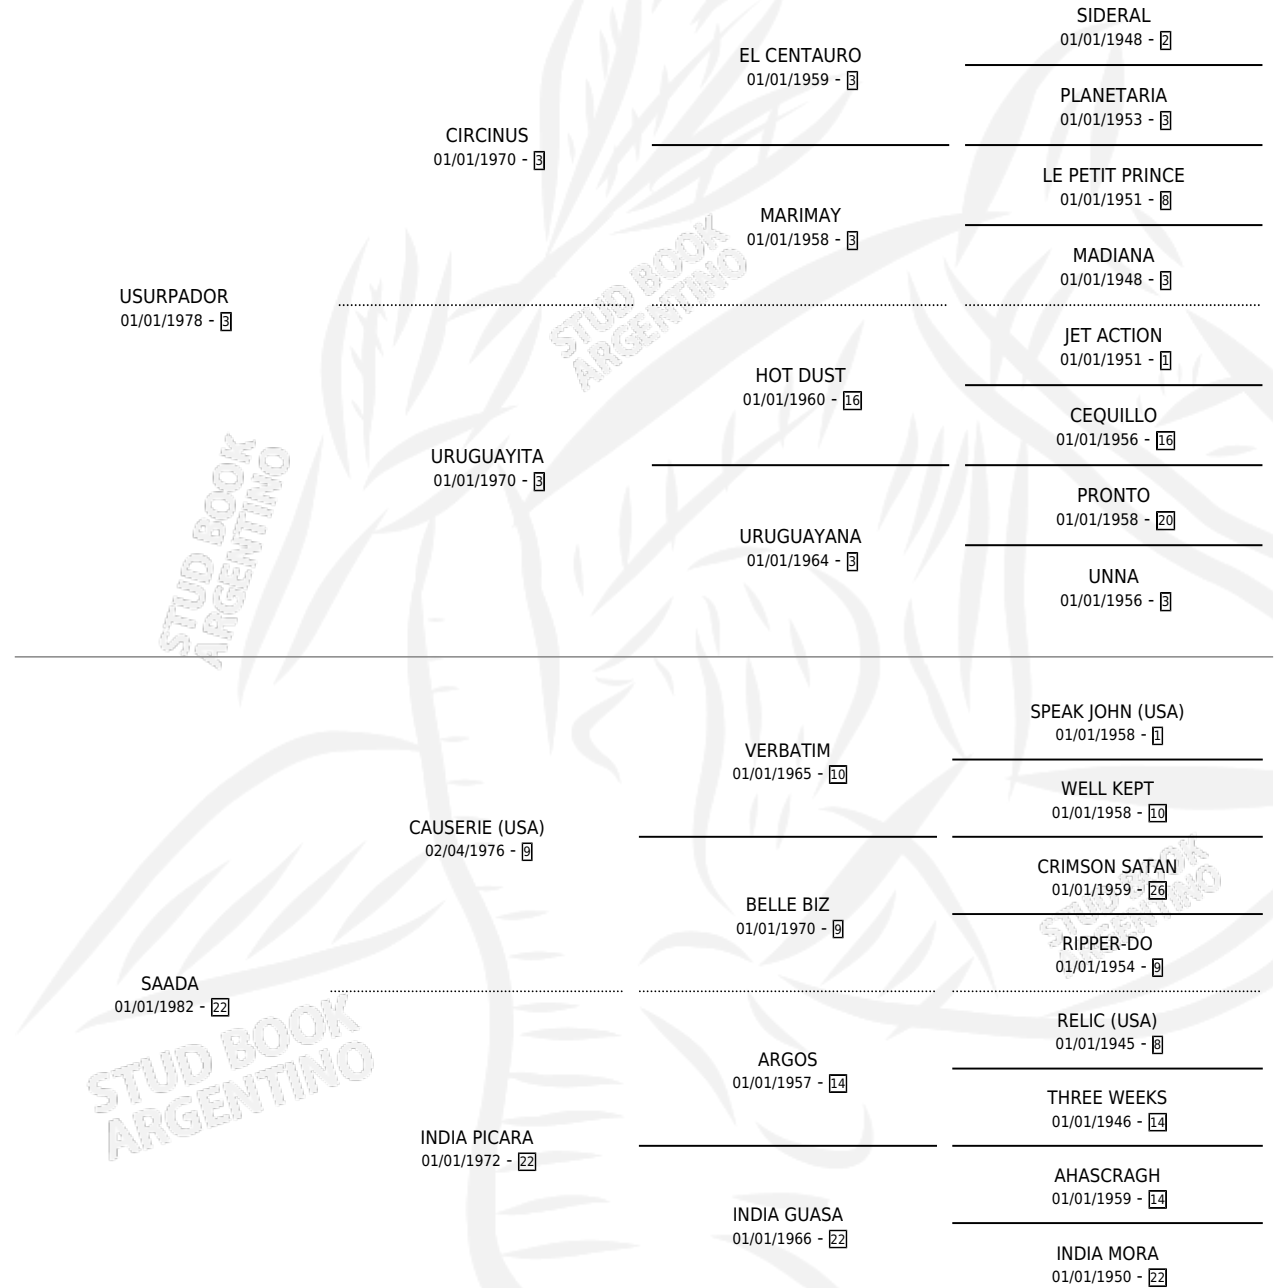 SIDERAL
01/01/1948 - 2
EL CENTAURO
01/01/1959 - 3
PLANETARIA
01/01/1953 - 3
CIRCINUS
01/01/1970 - 3
LE PETIT PRINCE
01/01/1951 - 8
MARIMAY
01/01/1958 - 3
MADIANA
01/01/1948 - 3
USURPADOR
01/01/1978 - 3
JET ACTION
01/01/1951 - 1
HOT DUST
01/01/1960 - 16
CEQUILLO
01/01/1956 - 16
URUGUAYITA
01/01/1970 - 3
PRONTO
01/01/1958 - 20
URUGUAYANA
01/01/1964 - 3
UNNA
01/01/1956 - 3
SPEAK JOHN (USA)
01/01/1958 - 1
VERBATIM
01/01/1965 - 10
WELL KEPT
01/01/1958 - 10
CAUSERIE (USA)
02/04/1976 - 9
CRIMSON SATAN
01/01/1959 - 26
BELLE BIZ
01/01/1970 - 9
RIPPER-DO
01/01/1954 - 9
SAADA
01/01/1982 - 22
RELIC (USA)
01/01/1945 - 8
ARGOS
01/01/1957 - 14
THREE WEEKS
01/01/1946 - 14
INDIA PICARA
01/01/1972 - 22
AHASCRAGH
01/01/1959 - 14
INDIA GUASA
01/01/1966 - 22
INDIA MORA
01/01/1950 - 22
STUD BOOK
ARGENTINO
STUD BOOK
ARGENTINO
STUD BOOK
ARGENTINO
STUD BOOK
ARGENTINO